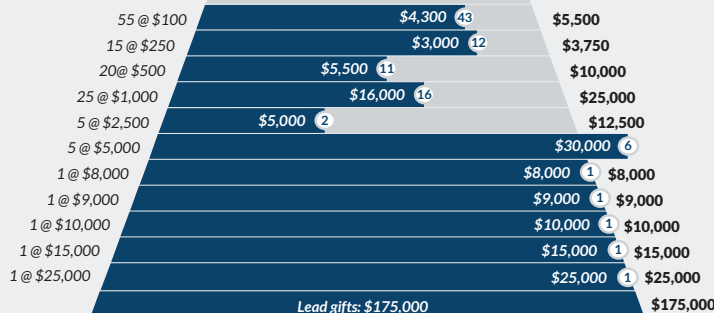 55 @ $100 $4,300 43 $5,500
15 @ $250 $3,000 12 $3,750
20@ $500 $5,500 11 $10,000
25 @ $1,000 $16,000 16 $25,000
5 @ $2,500 $5,000 2 $12,500
5 @ $5,000 $30,000 6
1 @ $8,000 $8,000 1 $8,000
1 @ $9,000 $9,000 1 $9,000
1 @ $10,000 $10,000 1 $10,000
1 @ $15,000 $15,000 1 $15,000
1 @ $25,000 $25,000 1 $25,000
Lead gifts: $175,000 $175,000